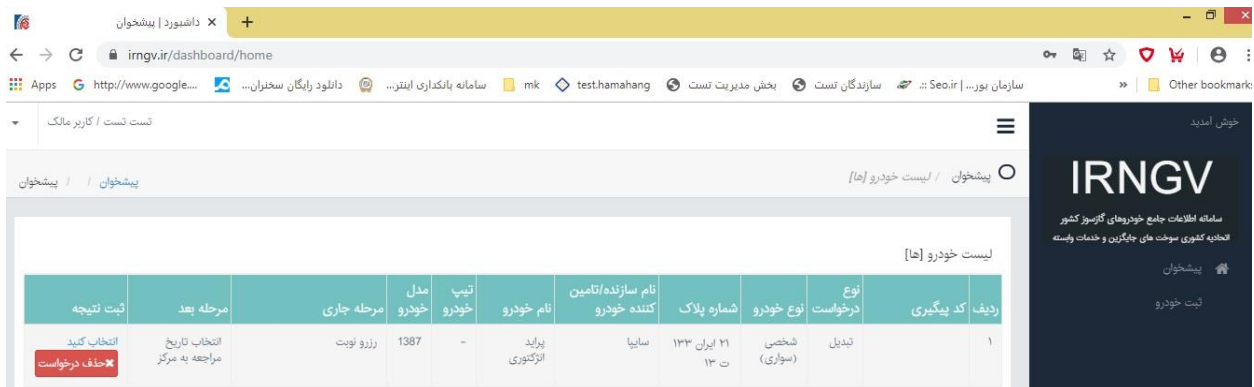 داشبورد | پیشخوان
irngv.ir/dashboard/home
Apps
http://www.google....
دانلود رایگان سخنران...
سامانه بانکداری اینتر...
mk
test.hamahang
بخش مدیریت تست
سازندگان تست
سازمان بور... | Seo.ir ::.
»
Other bookmarks
خوش آمدید
تست تست / کاربر مالک
IRNGV
سامانه اطلاعات جامع خودروهای گازسوز کشور
اتحادیه کشوری سوخت های جایگزین و خدمات وابسته
پیشخوان
ثبت خودرو
پیشخوان / لیست خودرو [ها]
پیشخوان / / پیشخوان
لیست خودرو [ها]
ردیف کد پیگیری نوع درخواست نوع خودرو شماره پلاک نام سازنده/تامین کننده خودرو نام خودرو تیپ خودرو مدل خودرو مرحله جاری مرحله بعد ثبت نتیجه
۱ تبدیل شخصی (سواری) ۲۱ ایران ۱۳۳ ت ۱۳ سایپا پراید انژکتوری - 1387 رزرو نوبت انتخاب تاریخ مراجعه به مرکز انتخاب کنید
حذف درخواست